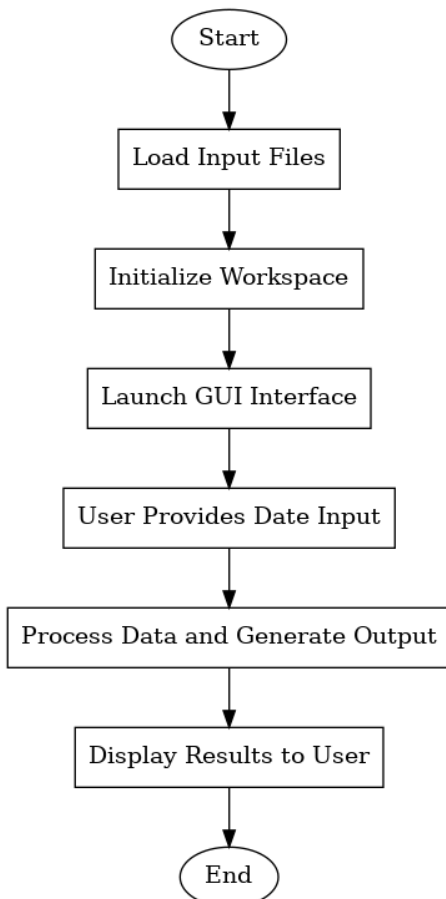 Start
Load Input Files
Initialize Workspace
Launch GUI Interface
User Provides Date Input
Process Data and Generate Output
Display Results to User
End